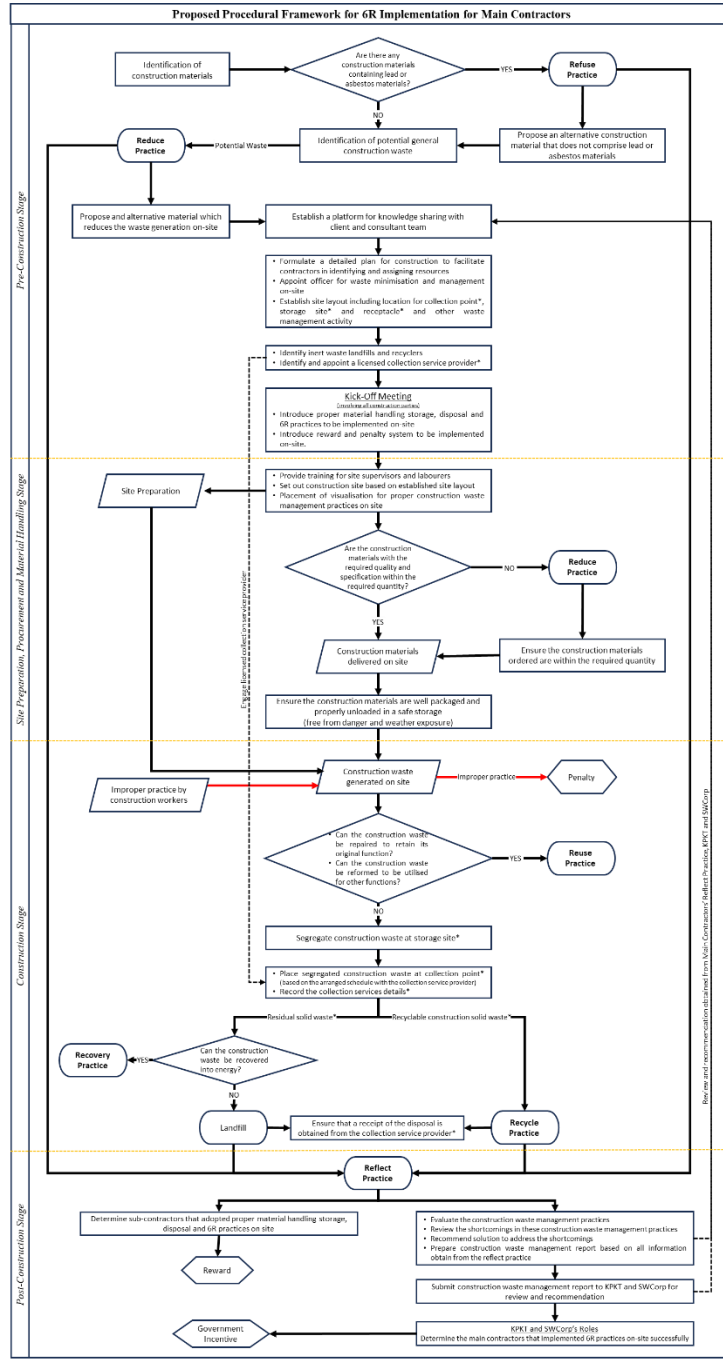 Proposed Procedural Framework for 6R Implementation for Main Contractors
Pre-Construction Stage
Identification of
construction materials
Are there any
construction materials
containing lead or
asbestos materials?
YES
Refuse
Practice
NO
Reduce
Practice
Potential Waste
Identification of potential general
construction waste
Propose an alternative construction
material that does not comprise lead or
asbestos materials
Propose and alternative material which
reduces the waste generation on-site
Establish a platform for knowledge sharing with
client and consultant team
• Formulate a detailed plan for construction to facilitate
contractors in identifying and assigning resources
• Appoint officer for waste minimisation and management
on-site
• Establish site layout including location for collection point*,
storage site* and receptacle* and other waste
management activity
• Identify inert waste landfills and recyclers
• Identify and appoint a licensed collection service provider*
Kick-Off Meeting
(involving all construction parties)
• Introduce proper material handling storage, disposal and
6R practices to be implemented on-site
• Introduce reward and penalty system to be implemented
on-site.
Site Preparation, Procurement and Material Handling Stage
Site Preparation
• Provide training for site supervisors and labourers
• Set out construction site based on established site layout
• Placement of visualisation for proper construction waste
management practices on site
Engage licensed collection service provider
Are the construction
materials with the
required quality and
specification within the
required quantity?
NO
Reduce
Practice
YES
Construction materials
delivered on site
Ensure the construction materials
ordered are within the required quantity
Ensure the construction materials are well packaged and
properly unloaded in a safe storage
(free from danger and weather exposure)
Construction Stage
Improper practice by
construction workers
Construction waste
generated on site
Improper practice
Penalty
• Can the construction waste
be repaired to retain its
original function?
• Can the construction waste
be reformed to be utilised
for other functions?
YES
Reuse
Practice
NO
Segregate construction waste at storage site*
• Place segregated construction waste at collection point*
(based on the arranged schedule with the collection service provider)
• Record the collection services details*
Residual solid waste*
Recyclable construction solid waste*
Recovery
Practice
YES
Can the construction
waste be recovered
into energy?
NO
Landfill
Ensure that a receipt of the disposal is
obtained from the collection service provider*
Recycle
Practice
Review and recommendation obtained from Main Contractors' Reflect Practice, KPKT and SWCorp
Post-Construction Stage
Reflect
Practice
Determine sub-contractors that adopted proper material handling storage,
disposal and 6R practices on site
• Evaluate the construction waste management practices
• Review the shortcomings in these construction waste management practices
• Recommend solution to address the shortcomings
• Prepare construction waste management report based on all information
obtain from the reflect practice
Reward
Submit construction waste management report to KPKT and SWCorp for
review and recommendation
Government
Incentive
KPKT and SWCorp's Roles
Determine the main contractors that implemented 6R practices on-site successfully